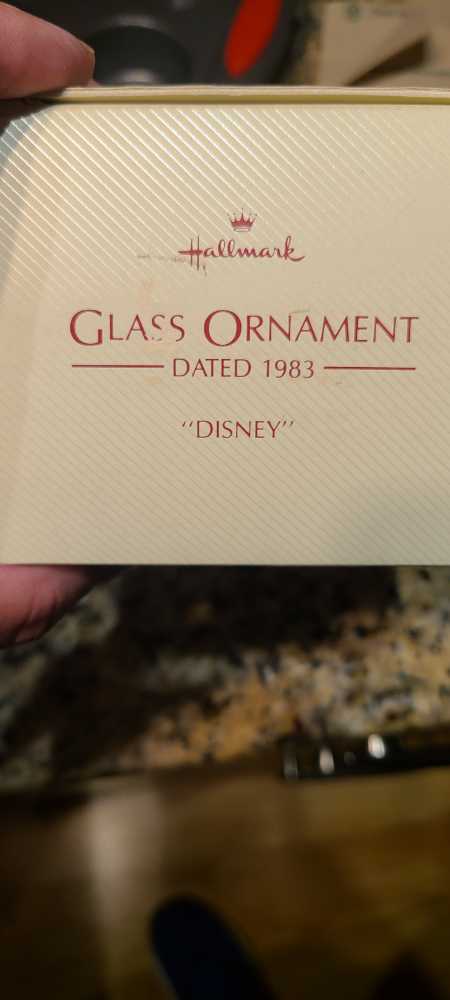 Hallmark
GLASS ORNAMENT
DATED 1983
"DISNEY"